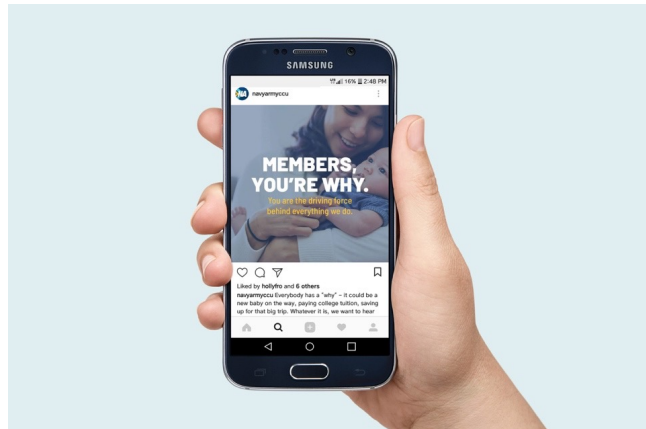 SAMSUNG
16% 2:48 PM
NA
navyarmyccu
MEMBERS,
YOU'RE WHY.
You are the driving force
behind everything we do.
Liked by hollyfro and 6 others
navyarmyccu Everybody has a "why" – it could be a
new baby on the way, paying college tuition, saving
up for that big trip. Whatever it is, we want to hear